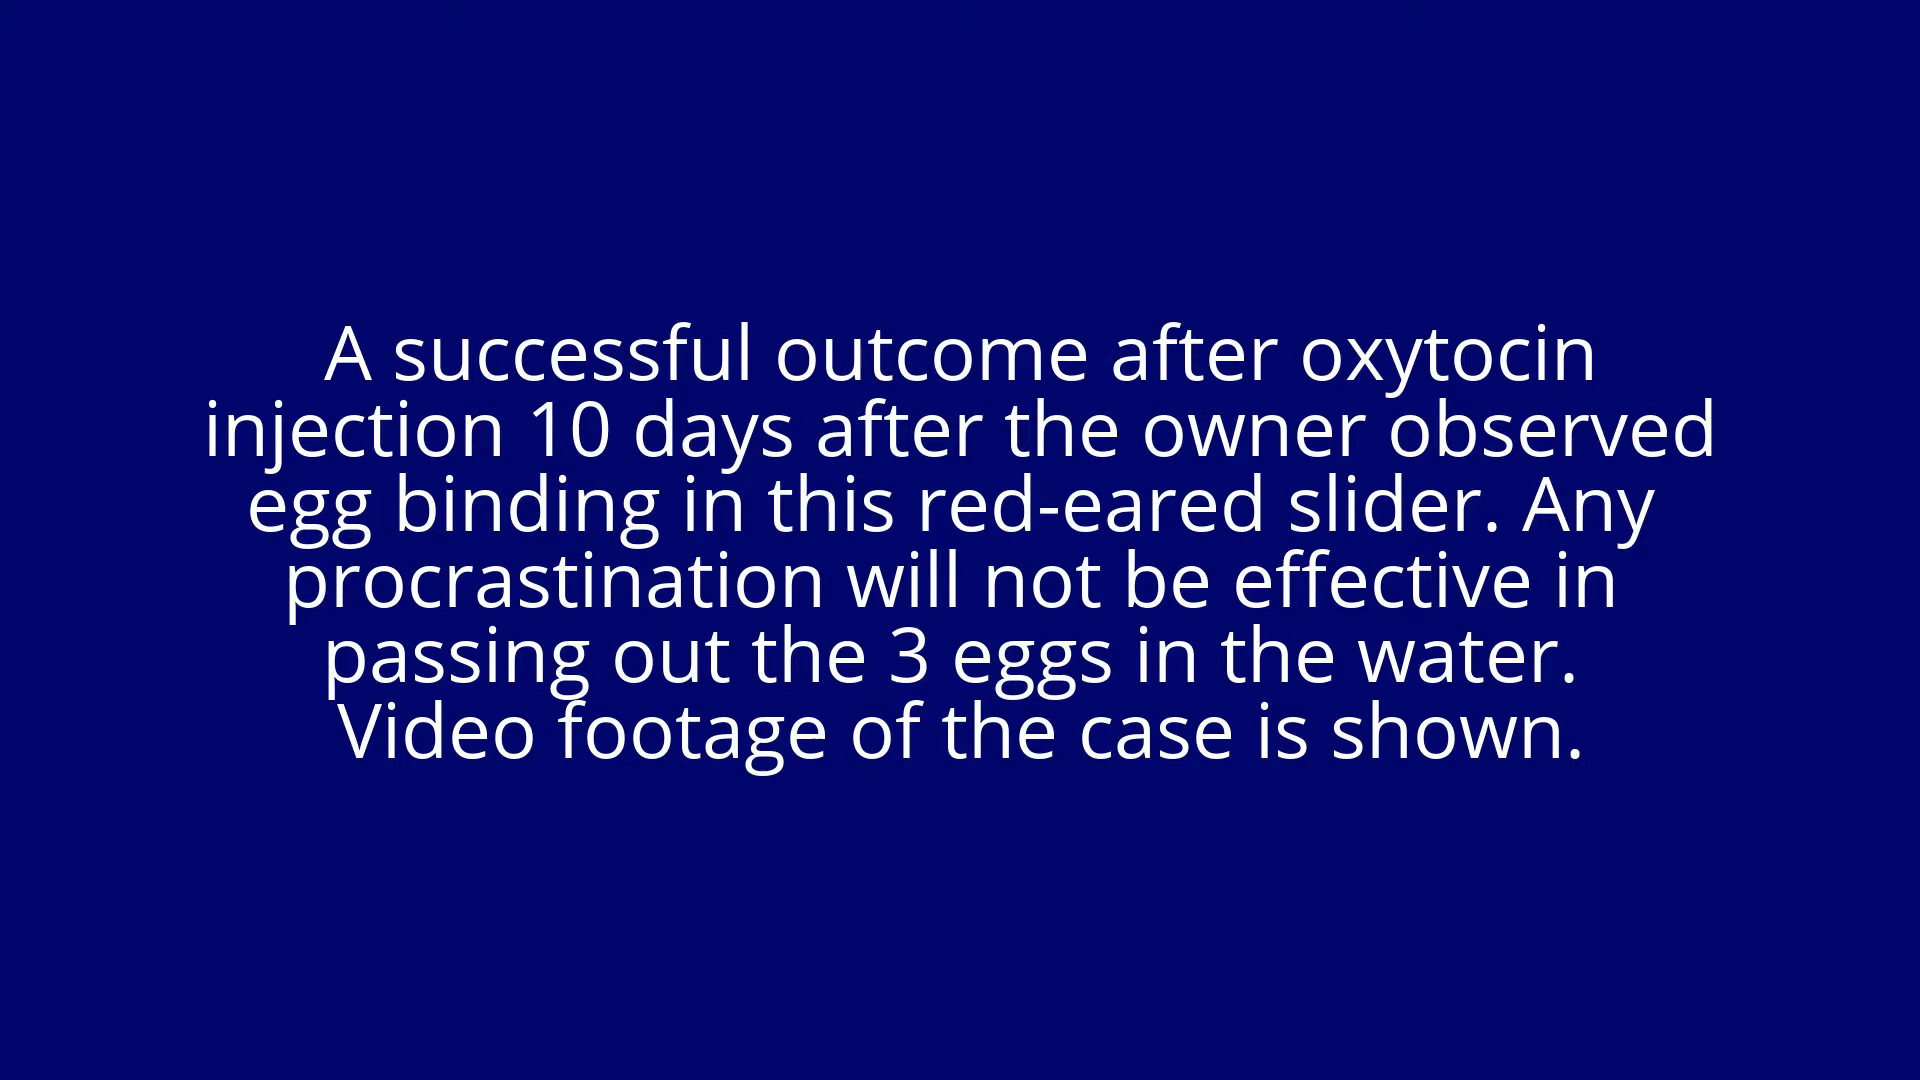 A successful outcome after oxytocin
injection 10 days after the owner observed
egg binding in this red-eared slider. Any
procrastination will not be effective in
passing out the 3 eggs in the water.
Video footage of the case is shown.